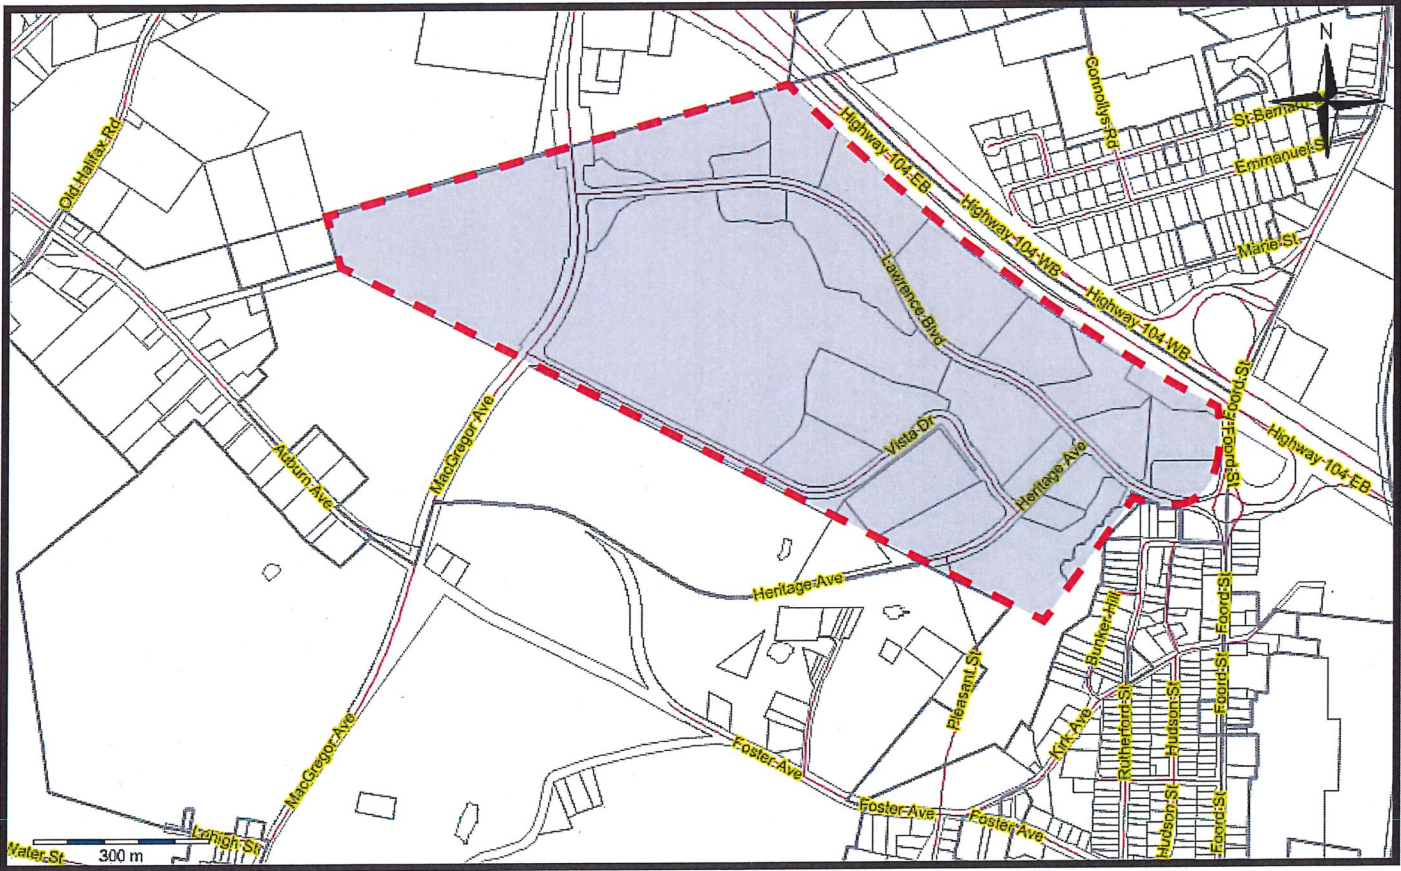 N
Old Halifax Rd
Connollys Rd
St Bernard
Highway 104 EB
Emmanuel S
Highway 104 WB
Marie St
Lawrence Blvd
Highway 104 WB
Foord St
Foord St
Highway 104 EB
MacGregor Ave
Vista Dr
Heritage Ave
Auburn Ave
Heritage Ave
Bunker Hill
Foord St
Pleasant St
Foord St
Rutherford St
Hudson St
Kirk Ave
MacGregor Ave
Foster Ave
Foster Ave
Foster Ave
Hudson St
Foord St
Lehigh St
Water St
300 m